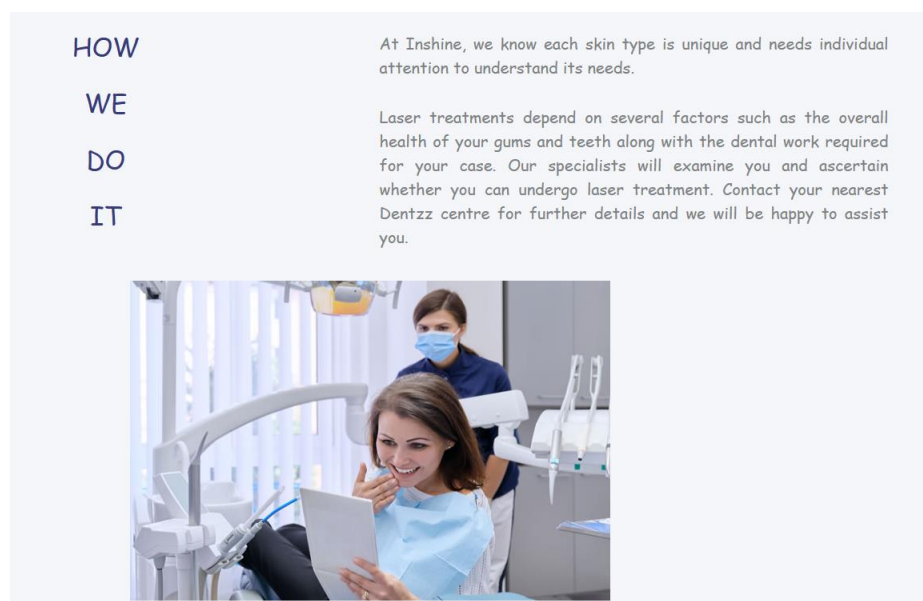 HOW
WE
DO
IT
At Inshine, we know each skin type is unique and needs individual
attention to understand its needs.
Laser treatments depend on several factors such as the overall
health of your gums and teeth along with the dental work required
for your case. Our specialists will examine you and ascertain
whether you can undergo laser treatment. Contact your nearest
Dentzz centre for further details and we will be happy to assist
you.